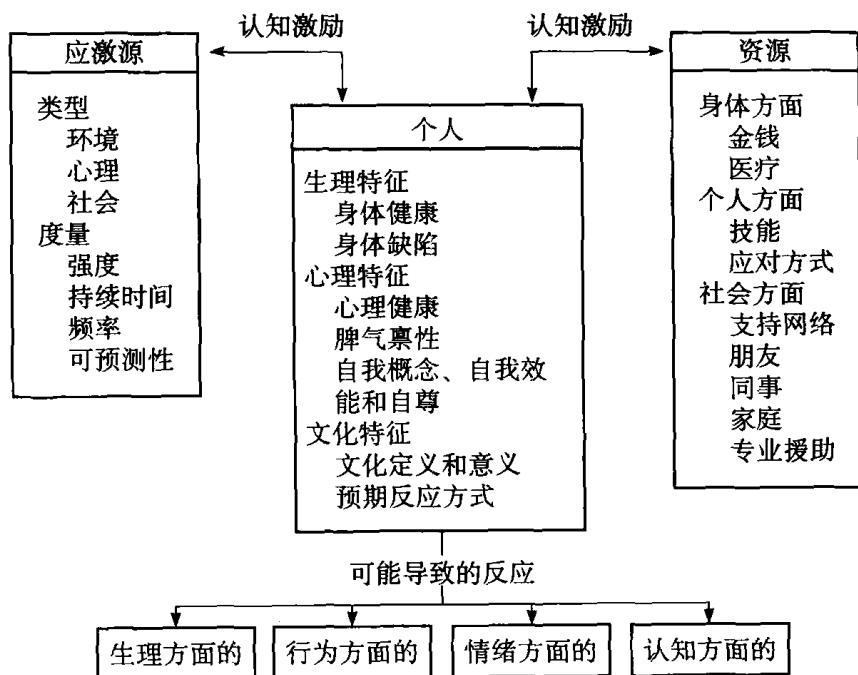 认知激励
认知激励
应激源
类型
环境
心理
社会
度量
强度
持续时间
频率
可预测性
个人
生理特征
身体健康
身体缺陷
心理特征
心理健康
脾气禀性
自我概念、自我效
能和自尊
文化特征
文化定义和意义
预期反应方式
资源
身体方面
金钱
医疗
个人方面
技能
应对方式
社会方面
支持网络
朋友
同事
家庭
专业援助
可能导致的反应
生理方面的
行为方面的
情绪方面的
认知方面的